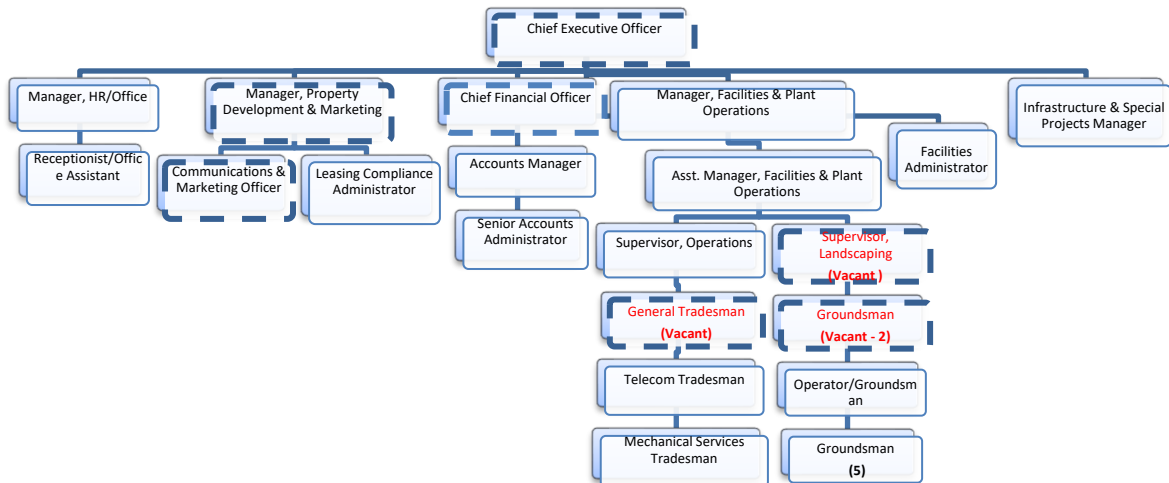 Chief Executive Officer
Manager, HR/Office
Manager, Property
Development & Marketing
Chief Financial Officer
Manager, Facilities & Plant
Operations
Infrastructure & Special
Projects Manager
Receptionist/Offic
e Assistant
Communications &
Marketing Officer
Leasing Compliance
Administrator
Accounts Manager
Facilities
Administrator
Asst. Manager, Facilities & Plant
Operations
Senior Accounts
Administrator
Supervisor, Operations
Supervisor,
Landscaping
(Vacant )
General Tradesman
(Vacant)
Groundsman
(Vacant - 2)
Telecom Tradesman
Operator/Groundsm
an
Mechanical Services
Tradesman
Groundsman
(5)